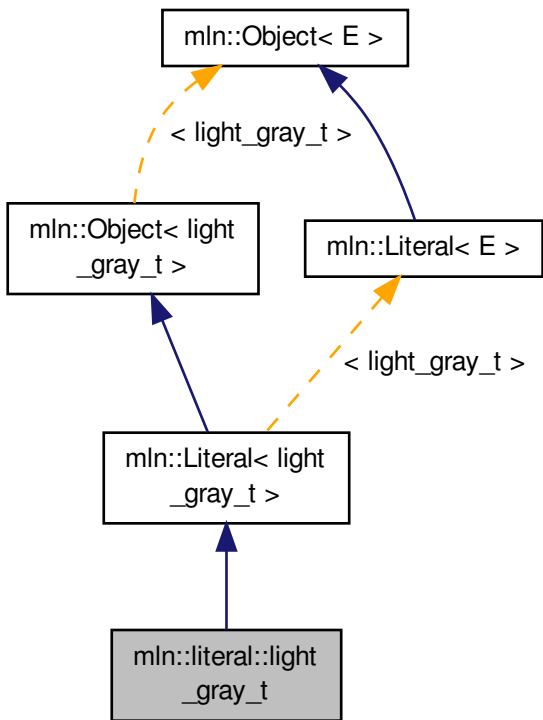 mln::Object< E >
< light_gray_t >
mln::Object< light
_gray_t >
mln::Literal< E >
< light_gray_t >
mln::Literal< light
_gray_t >
mln::literal::light
_gray_t